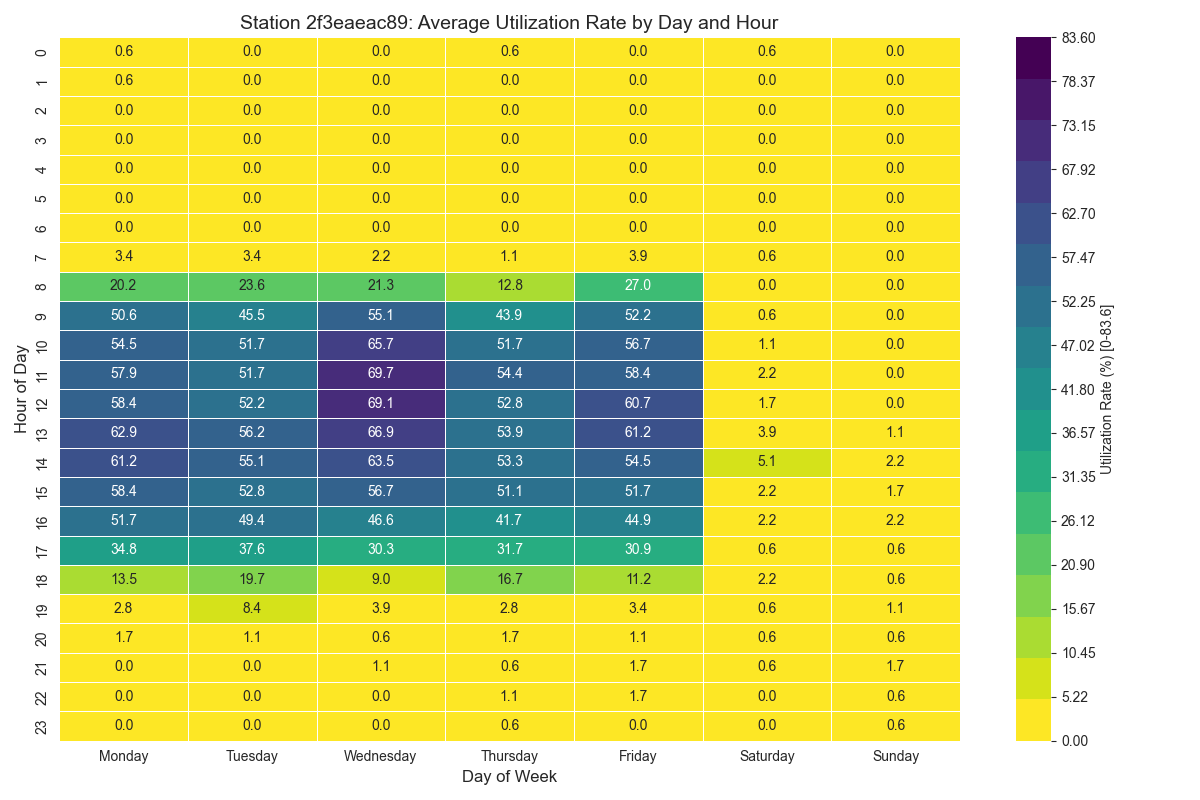 Station 2f3eaeac89: Average Utilization Rate by Day and Hour
0 0.6 0.0 0.0 0.6 0.0 0.6 0.0
1 0.6 0.0 0.0 0.0 0.0 0.0 0.0
2 0.0 0.0 0.0 0.0 0.0 0.0 0.0
3 0.0 0.0 0.0 0.0 0.0 0.0 0.0
4 0.0 0.0 0.0 0.0 0.0 0.0 0.0
5 0.0 0.0 0.0 0.0 0.0 0.0 0.0
6 0.0 0.0 0.0 0.0 0.0 0.0 0.0
7 3.4 3.4 2.2 1.1 3.9 0.6 0.0
8 20.2 23.6 21.3 12.8 27.0 0.0 0.0
9 50.6 45.5 55.1 43.9 52.2 0.6 0.0
10 54.5 51.7 65.7 51.7 56.7 1.1 0.0
11 57.9 51.7 69.7 54.4 58.4 2.2 0.0
12 58.4 52.2 69.1 52.8 60.7 1.7 0.0
13 62.9 56.2 66.9 53.9 61.2 3.9 1.1
14 61.2 55.1 63.5 53.3 54.5 5.1 2.2
15 58.4 52.8 56.7 51.1 51.7 2.2 1.7
16 51.7 49.4 46.6 41.7 44.9 2.2 2.2
17 34.8 37.6 30.3 31.7 30.9 0.6 0.6
18 13.5 19.7 9.0 16.7 11.2 2.2 0.6
19 2.8 8.4 3.9 2.8 3.4 0.6 1.1
20 1.7 1.1 0.6 1.7 1.1 0.6 0.6
21 0.0 0.0 1.1 0.6 1.7 0.6 1.7
22 0.0 0.0 0.0 1.1 1.7 0.0 0.6
23 0.0 0.0 0.0 0.6 0.0 0.0 0.6
Monday Tuesday Wednesday Thursday Friday Saturday Sunday
Day of Week
Hour of Day
83.60
78.37
73.15
67.92
62.70
57.47
52.25
47.02
41.80
36.57
31.35
26.12
20.90
15.67
10.45
5.22
0.00
Utilization Rate (%) [0-83.6]